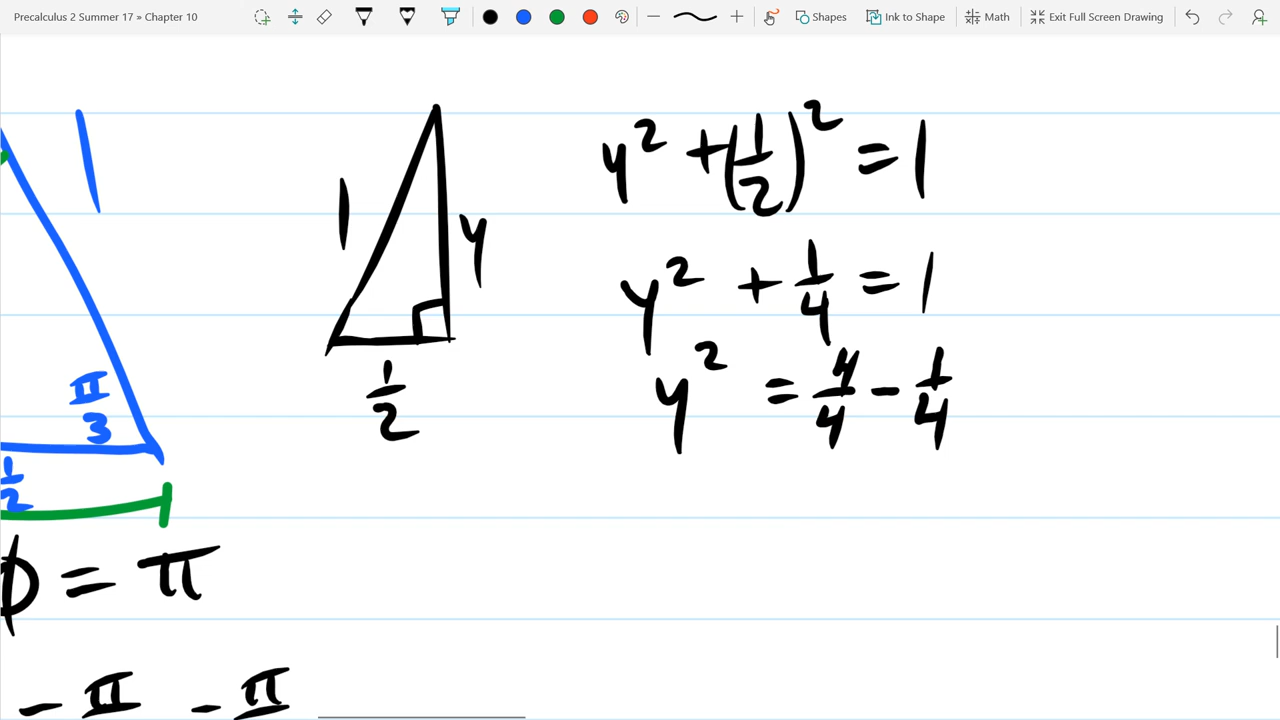 Precalculus 2 Summer 17 » Chapter 10
Shapes
Ink to Shape
Math
Exit Full Screen Drawing
1
π/3
1/2
ϕ = π
- π - π
1
y
1/2
y² + (1/2)² = 1
y² + 1/4 = 1
y² = 4/4 - 1/4